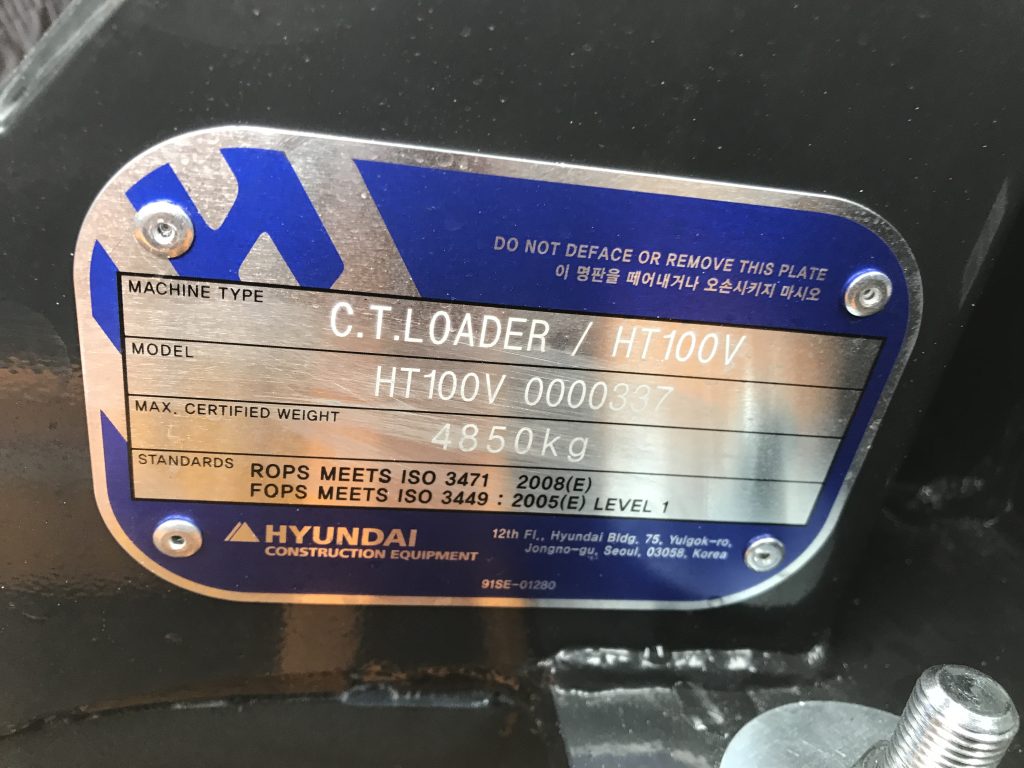 DO NOT DEFACE OR REMOVE THIS PLATE
이 명판을 떼어내거나 오손시키지 마시오
MACHINE TYPE C.T.LOADER / HT100V
MODEL HT100V 0000337
MAX. CERTIFIED WEIGHT 4850kg
STANDARDS ROPS MEETS ISO 3471 2008(E)
FOPS MEETS ISO 3449 : 2005(E) LEVEL 1
HYUNDAI
CONSTRUCTION EQUIPMENT
12th Fl., Hyundai Bldg. 75, Yulgok-ro,
Jongno-gu, Seoul, 03058, Korea
91SE-01280